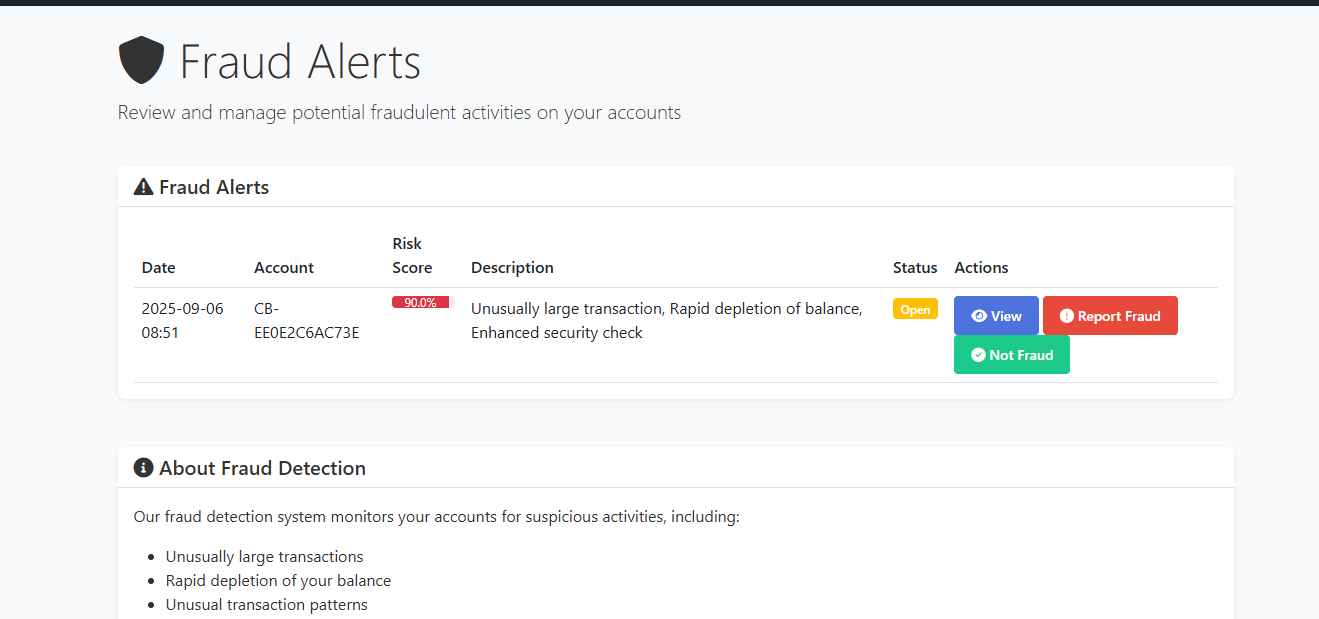 Fraud Alerts
Review and manage potential fraudulent activities on your accounts
Fraud Alerts
Date Account Risk Score Description Status Actions
2025-09-06 08:51
CB-EE0E2C6AC73E
90.0%
Unusually large transaction, Rapid depletion of balance,
Enhanced security check
Open
View
Report Fraud
Not Fraud
About Fraud Detection
Our fraud detection system monitors your accounts for suspicious activities, including:
Unusually large transactions
Rapid depletion of your balance
Unusual transaction patterns